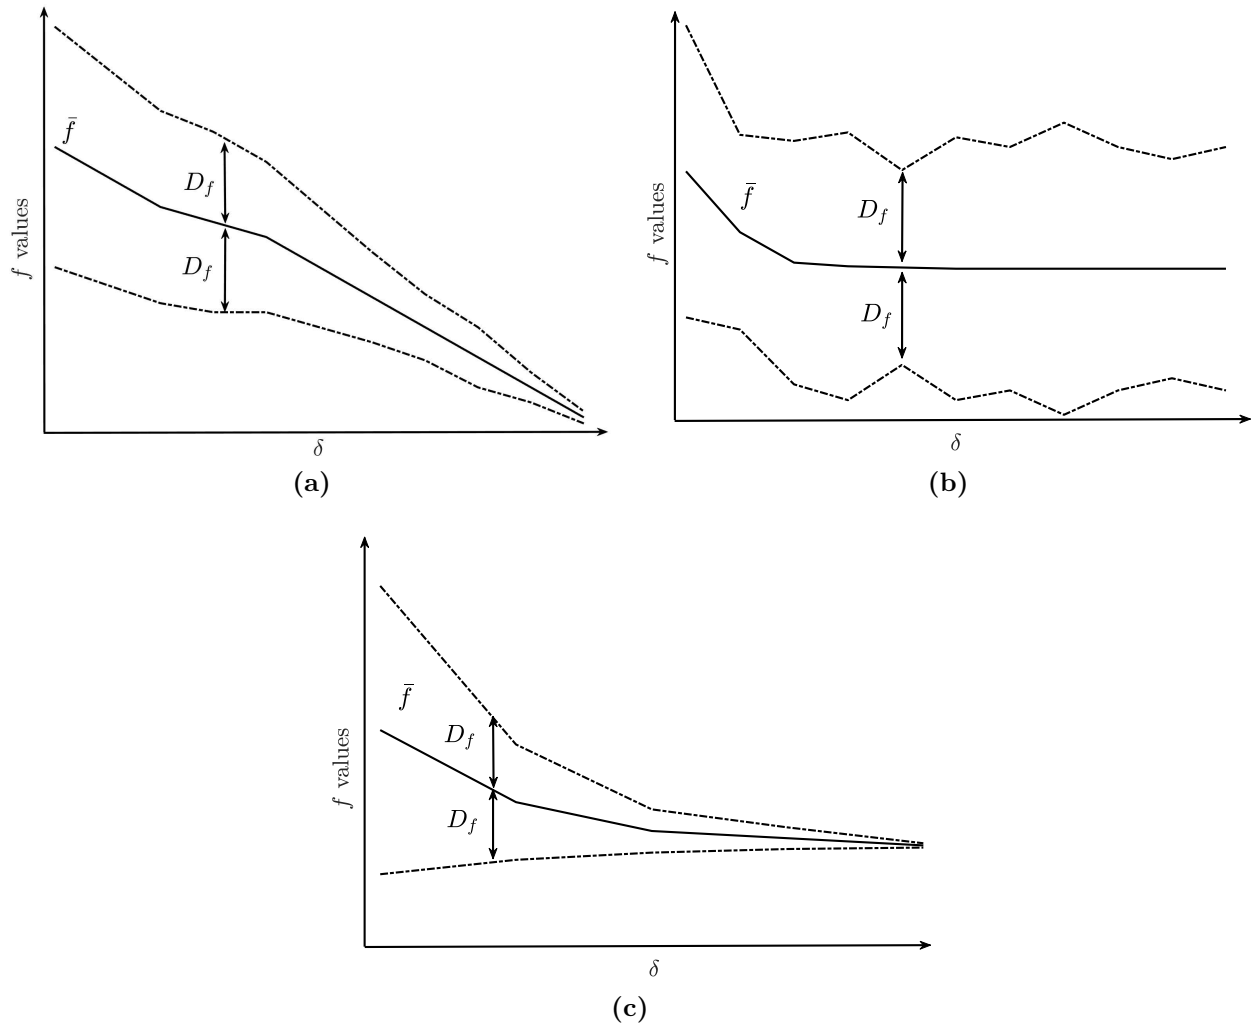 f̄
D_f
D_f
f values
δ
(a)
f̄
D_f
D_f
f values
δ
(b)
f̄
D_f
D_f
f values
δ
(c)